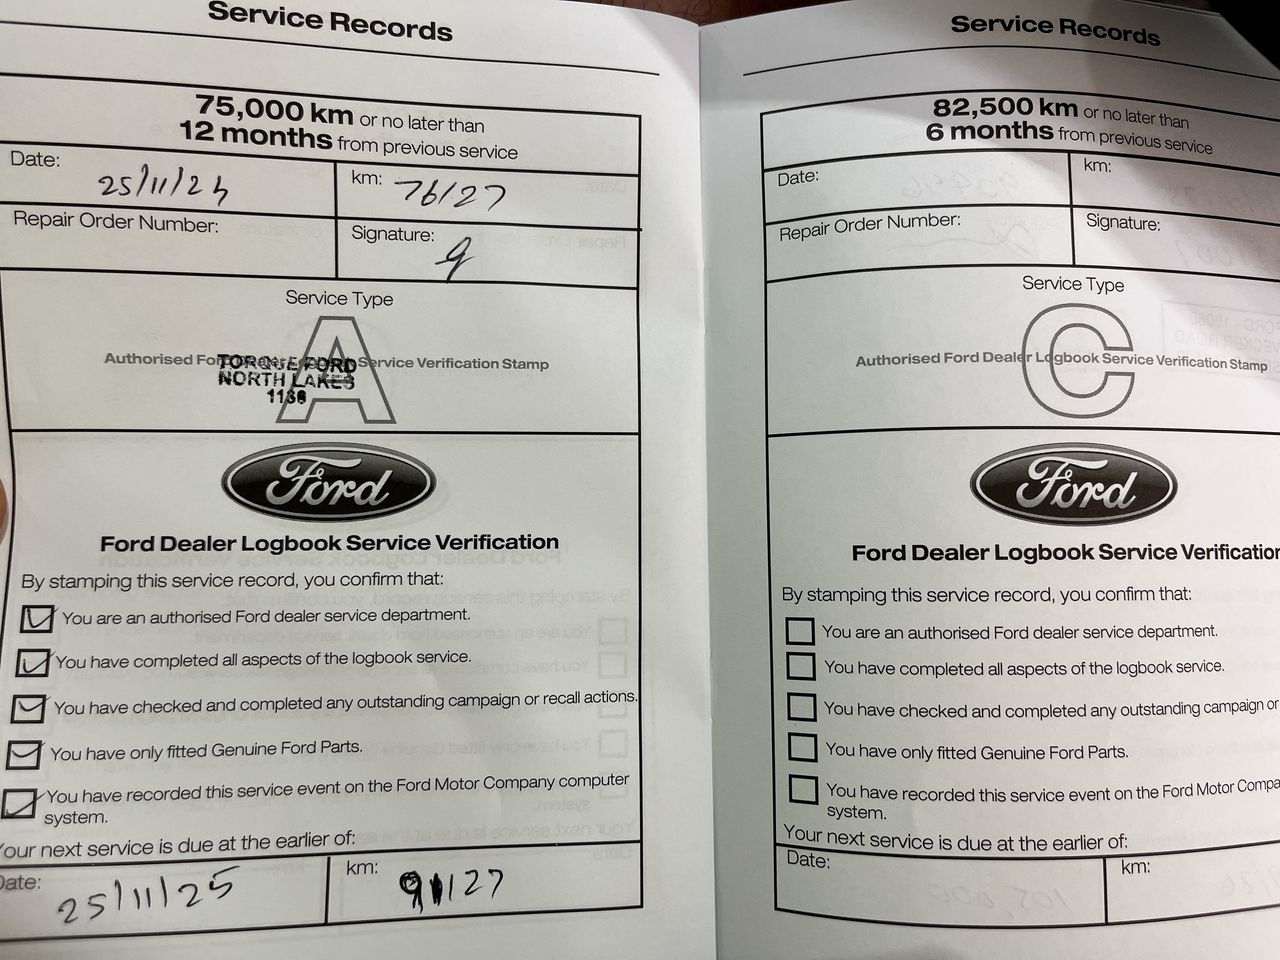 Service Records
75,000 km or no later than
12 months from previous service
Date: 25/11/24
km: 76127
Repair Order Number:
Signature:
Service Type
A
Authorised Ford Dealer Logbook Service Verification Stamp
TORQUE FORD
NORTH LAKES
1136
Ford
Ford Dealer Logbook Service Verification
By stamping this service record, you confirm that:
You are an authorised Ford dealer service department.
You have completed all aspects of the logbook service.
You have checked and completed any outstanding campaign or recall actions.
You have only fitted Genuine Ford Parts.
You have recorded this service event on the Ford Motor Company computer
system.
Your next service is due at the earlier of:
Date: 25/11/25
km: 91127
Service Records
82,500 km or no later than
6 months from previous service
Date:
km:
Repair Order Number:
Signature:
Service Type
C
Authorised Ford Dealer Logbook Service Verification Stamp
Ford
Ford Dealer Logbook Service Verification
By stamping this service record, you confirm that:
You are an authorised Ford dealer service department.
You have completed all aspects of the logbook service.
You have checked and completed any outstanding campaign or
You have only fitted Genuine Ford Parts.
You have recorded this service event on the Ford Motor Compa
system.
Your next service is due at the earlier of:
Date:
km: